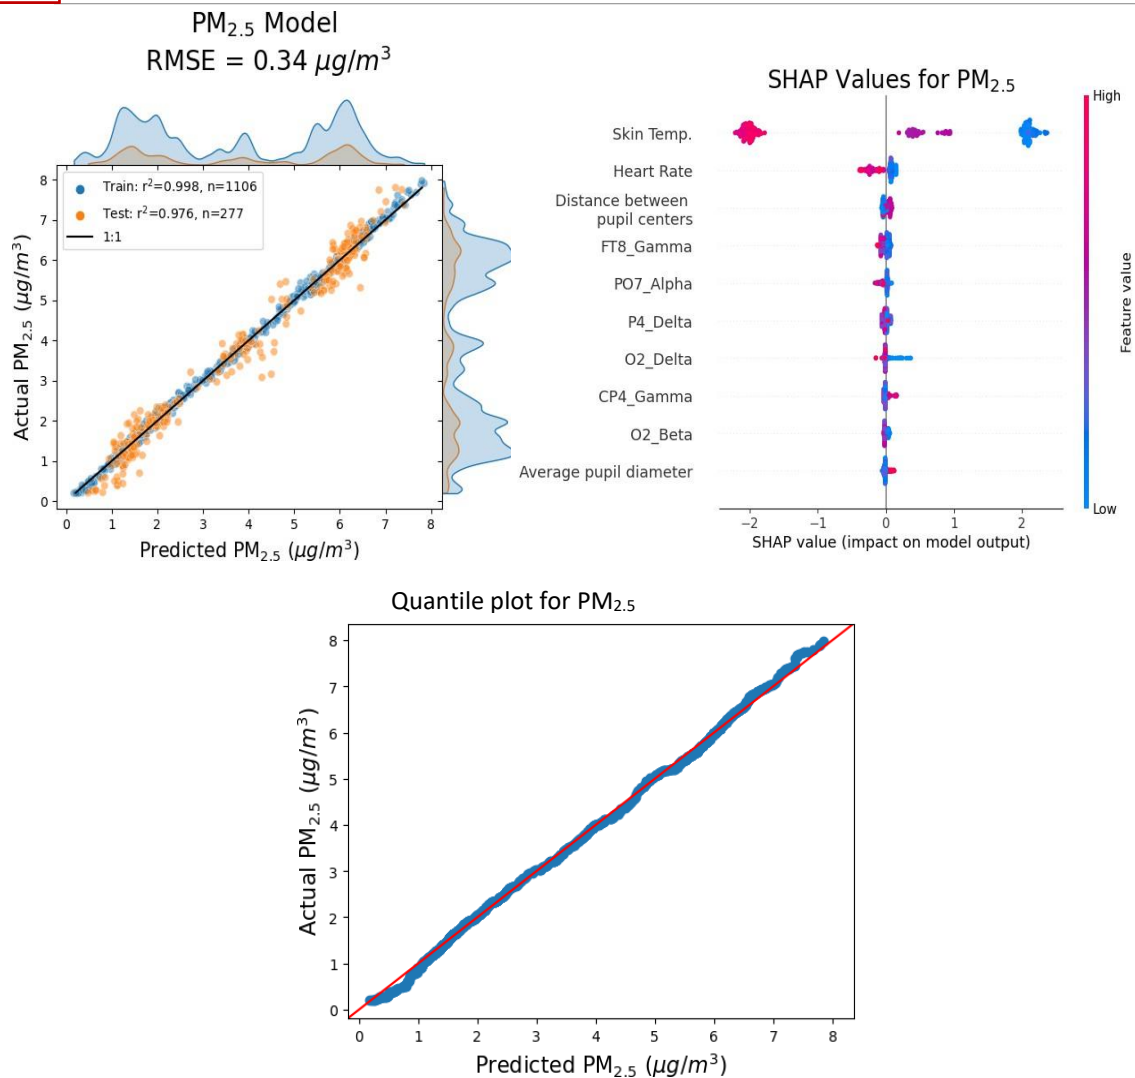 PM2.5 Model
RMSE = 0.34 μg/m³
Train: r²=0.998, n=1106
Test: r²=0.976, n=277
1:1
8
7
6
5
4
3
2
1
0
Actual PM2.5 (μg/m³)
0 1 2 3 4 5 6 7 8
Predicted PM2.5 (μg/m³)
SHAP Values for PM2.5
Skin Temp.
Heart Rate
Distance between
pupil centers
FT8_Gamma
PO7_Alpha
P4_Delta
O2_Delta
CP4_Gamma
O2_Beta
Average pupil diameter
−2 −1 0 1 2
SHAP value (impact on model output)
High
Feature value
Low
Quantile plot for PM2.5
8
7
6
5
4
3
2
1
0
Actual PM2.5 (μg/m³)
0 1 2 3 4 5 6 7 8
Predicted PM2.5 (μg/m³)